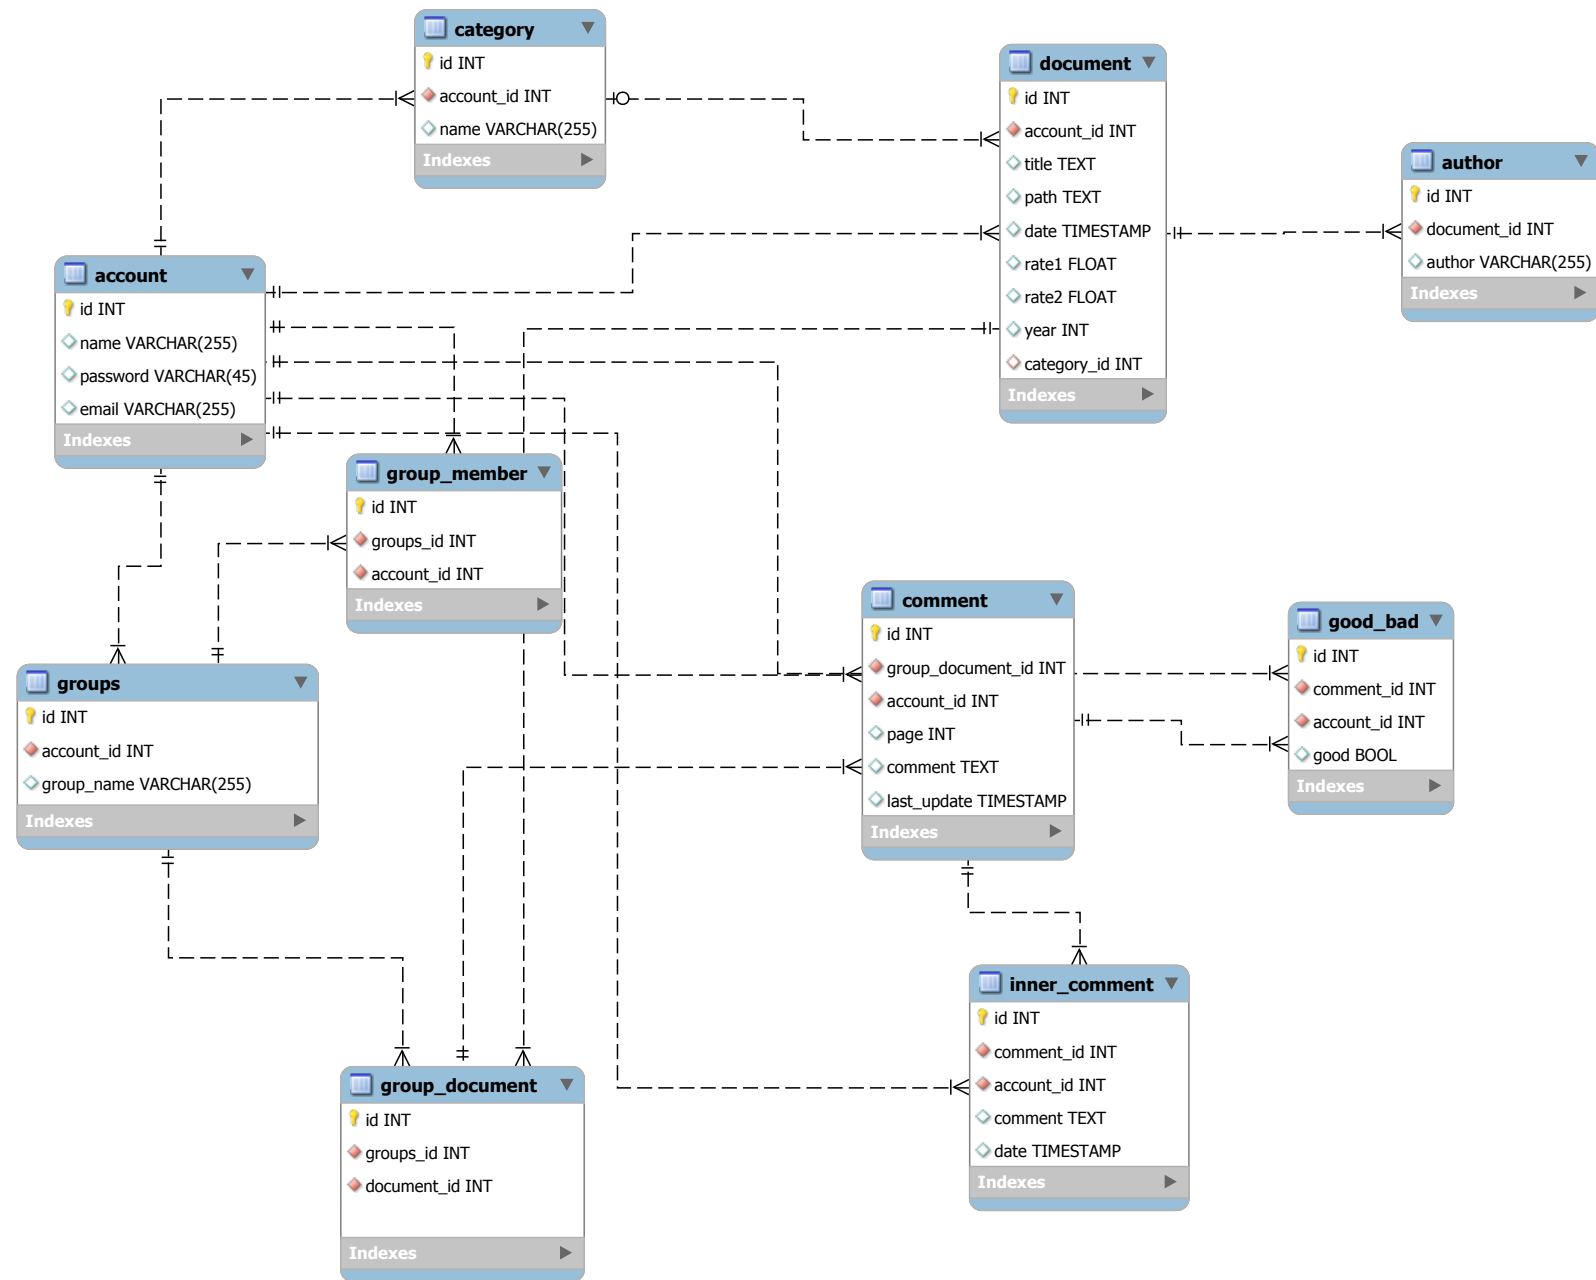 category
id INT
account_id INT
name VARCHAR(255)
Indexes
document
id INT
account_id INT
title TEXT
path TEXT
date TIMESTAMP
rate1 FLOAT
rate2 FLOAT
year INT
category_id INT
Indexes
author
id INT
document_id INT
author VARCHAR(255)
Indexes
account
id INT
name VARCHAR(255)
password VARCHAR(45)
email VARCHAR(255)
Indexes
group_member
id INT
groups_id INT
account_id INT
Indexes
groups
id INT
account_id INT
group_name VARCHAR(255)
Indexes
comment
id INT
group_document_id INT
account_id INT
page INT
comment TEXT
last_update TIMESTAMP
Indexes
good_bad
id INT
comment_id INT
account_id INT
good BOOL
Indexes
inner_comment
id INT
comment_id INT
account_id INT
comment TEXT
date TIMESTAMP
Indexes
group_document
id INT
groups_id INT
document_id INT
Indexes